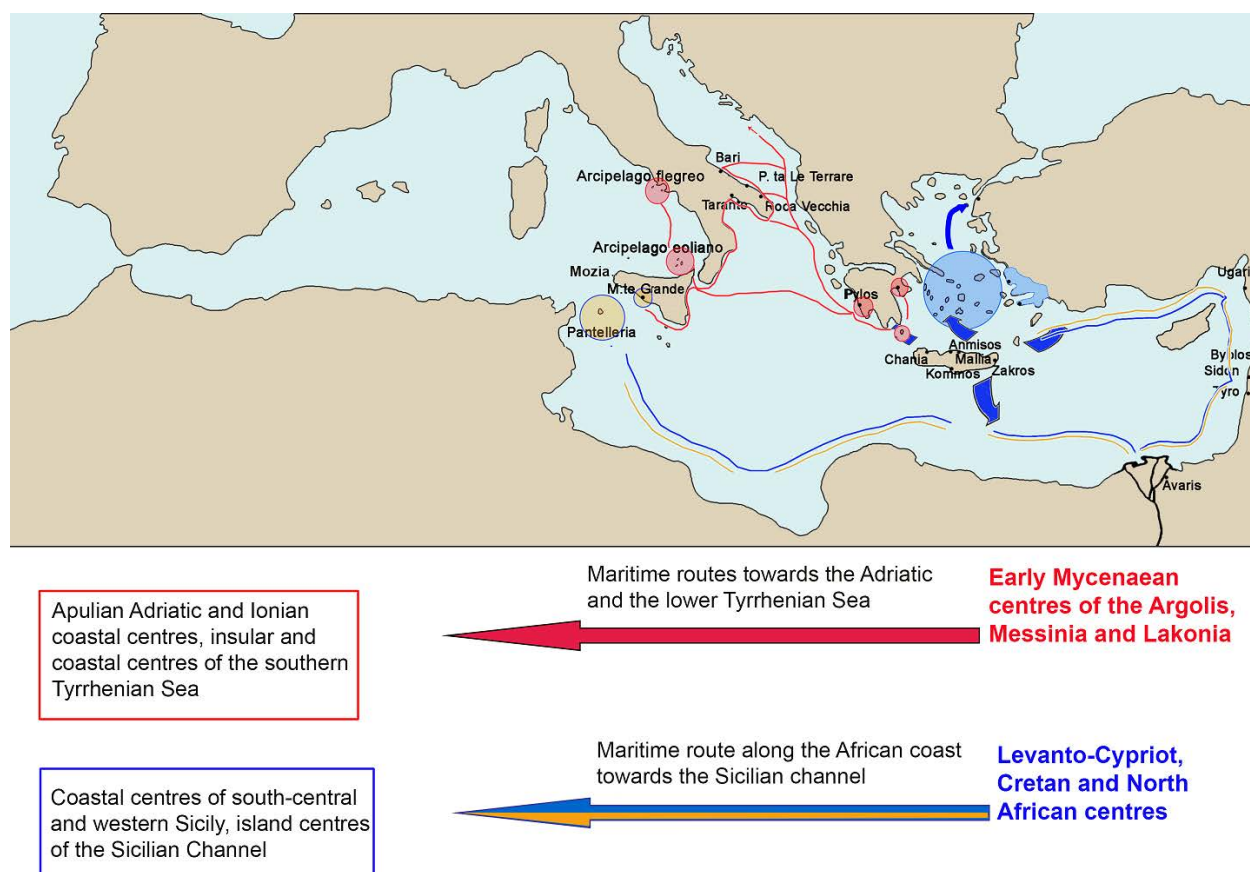 Bari
Arcipelago flegreo
P. ta Le Terrare
Tarante
Roca Vecchia
Arcipelago eoliano
Mozia
M.te Grande
Pantelleria
Pylos
Ugari
Anmisos
Chania
Mallia
Kommos
Zakros
Byblos
Sidon
Tyro
Avaris
Maritime routes towards the Adriatic
and the lower Tyrrhenian Sea
Early Mycenaean
centres of the Argolis,
Messinia and Lakonia
Apulian Adriatic and Ionian
coastal centres, insular and
coastal centres of the southern
Tyrrhenian Sea
Maritime route along the African coast
towards the Sicilian channel
Levanto-Cypriot,
Cretan and North
African centres
Coastal centres of south-central
and western Sicily, island centres
of the Sicilian Channel